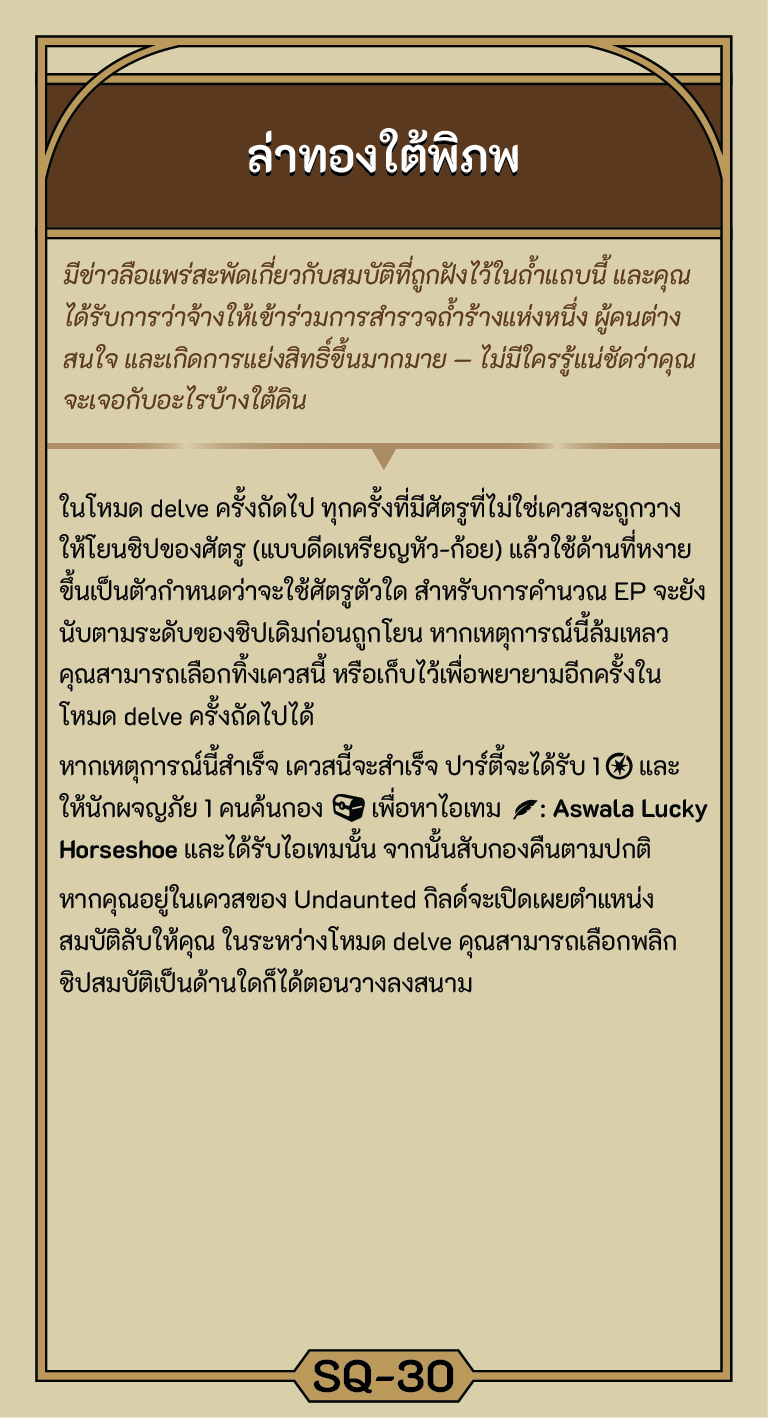 ล่าทองใต้พิภพ
มีข่าวลือแพร่สะพัดเกี่ยวกับสมบัติที่ถูกฝังไว้ในถ้ำแถบนี้ และคุณ
ได้รับการว่าจ้างให้เข้าร่วมการสำรวจถ้ำร้างแห่งหนึ่ง ผู้คนต่าง
สนใจ และเกิดการแย่งสิทธิ์ขึ้นมากมาย — ไม่มีใครรู้แน่ชัดว่าคุณ
จะเจอกับอะไรบ้างใต้ดิน
ในโหมด delve ครั้งถัดไป ทุกครั้งที่มีศัตรูที่ไม่ใช่เควสจะถูกวาง
ให้โยนชิปของศัตรู (แบบดีดเหรียญหัว-ก้อย) แล้วใช้ด้านที่หงาย
ขึ้นเป็นตัวกำหนดว่าจะใช้ศัตรูตัวใด สำหรับการคำนวณ EP จะยัง
นับตามระดับของชิปเดิมก่อนถูกโยน หากเหตุการณ์นี้ล้มเหลว
คุณสามารถเลือกทิ้งเควสนี้ หรือเก็บไว้เพื่อพยายามอีกครั้งใน
โหมด delve ครั้งถัดไปได้
หากเหตุการณ์นี้สำเร็จ เควสนี้จะสำเร็จ ปาร์ตี้จะได้รับ 1 และ
ให้นักผจญภัย 1 คนค้นกอง เพื่อหาไอเทม : Aswala Lucky
Horseshoe และได้รับไอเทมนั้น จากนั้นสับกองคืนตามปกติ
หากคุณอยู่ในเควสของ Undaunted กิลด์จะเปิดเผยตำแหน่ง
สมบัติลับให้คุณ ในระหว่างโหมด delve คุณสามารถเลือกพลิก
ชิปสมบัติเป็นด้านใดก็ได้ตอนวางลงสนาม
SQ-30